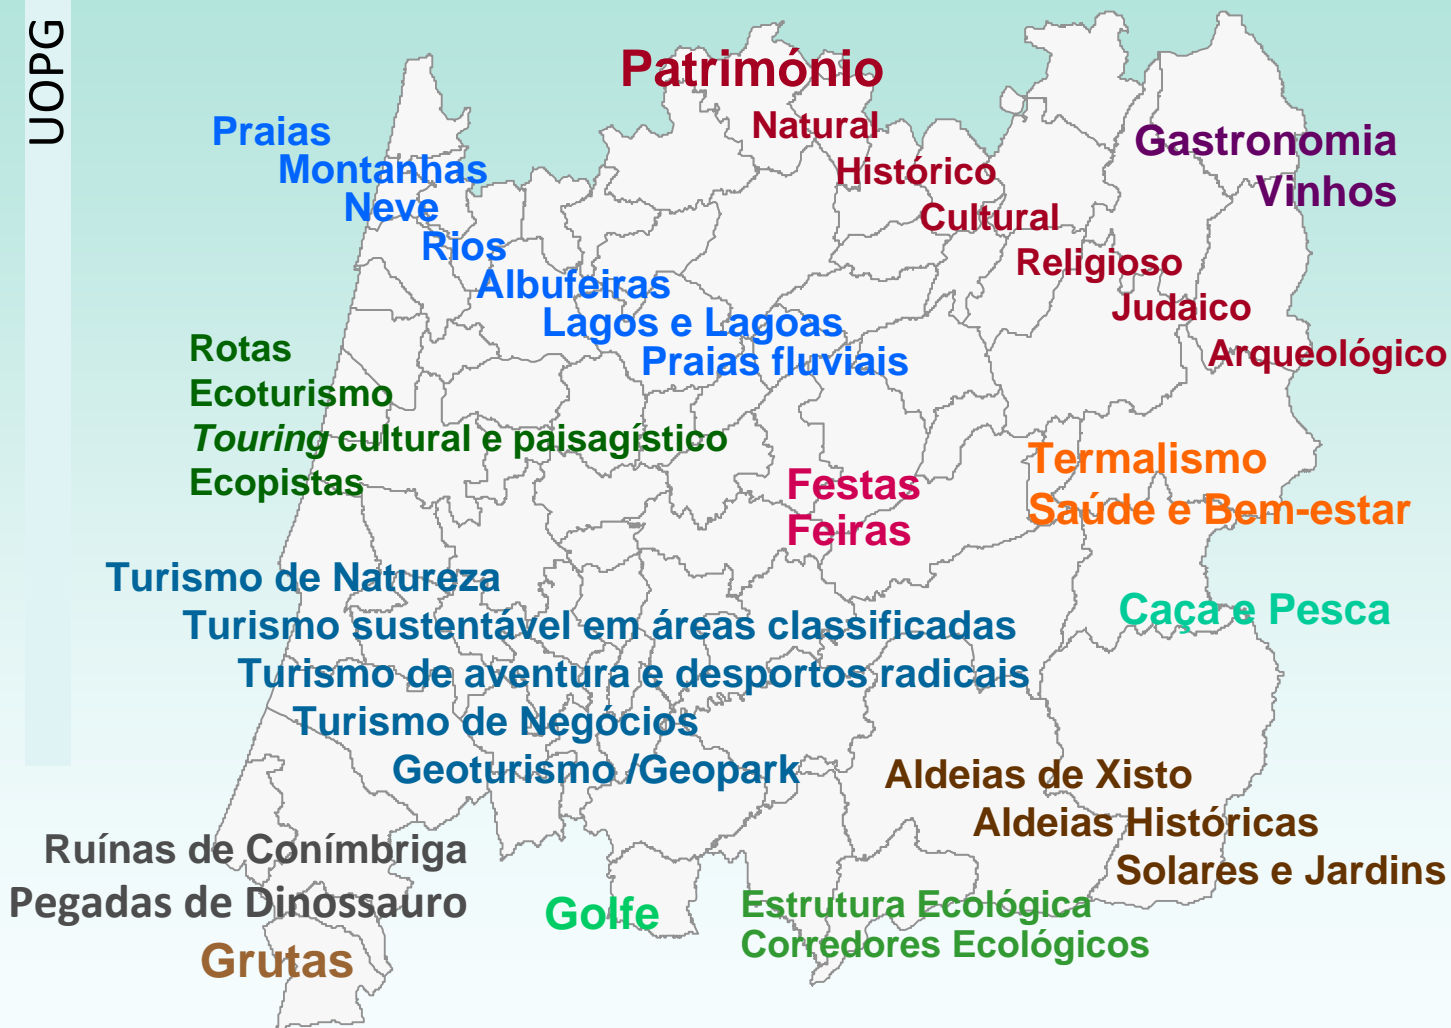 UOPG
Património
Natural
Histórico
Cultural
Religioso
Judaico
Arqueológico
Gastronomia
Vinhos
Praias
Montanhas
Neve
Rios
Albufeiras
Lagos e Lagoas
Praias fluviais
Rotas
Ecoturismo
Touring cultural e paisagístico
Ecopistas
Festas
Feiras
Termalismo
Saúde e Bem-estar
Turismo de Natureza
Turismo sustentável em áreas classificadas
Turismo de aventura e desportos radicais
Turismo de Negócios
Geoturismo /Geopark
Caça e Pesca
Aldeias de Xisto
Aldeias Históricas
Solares e Jardins
Ruínas de Conímbriga
Pegadas de Dinossauro
Grutas
Golfe
Estrutura Ecológica
Corredores Ecológicos